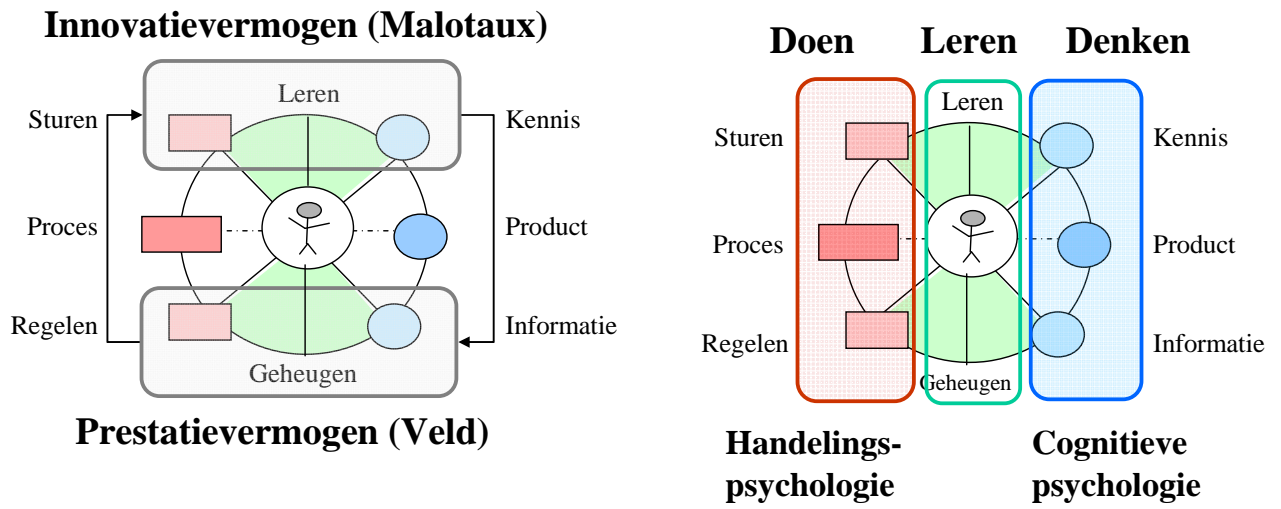 Innovatievermogen (Malotaux)
Leren
Sturen
Kennis
Proces
Product
Regelen
Informatie
Geheugen
Prestatievermogen (Veld)
Doen
Leren
Denken
Leren
Sturen
Kennis
Proces
Product
Regelen
Informatie
Geheugen
Handelings-
psychologie
Cognitieve
psychologie